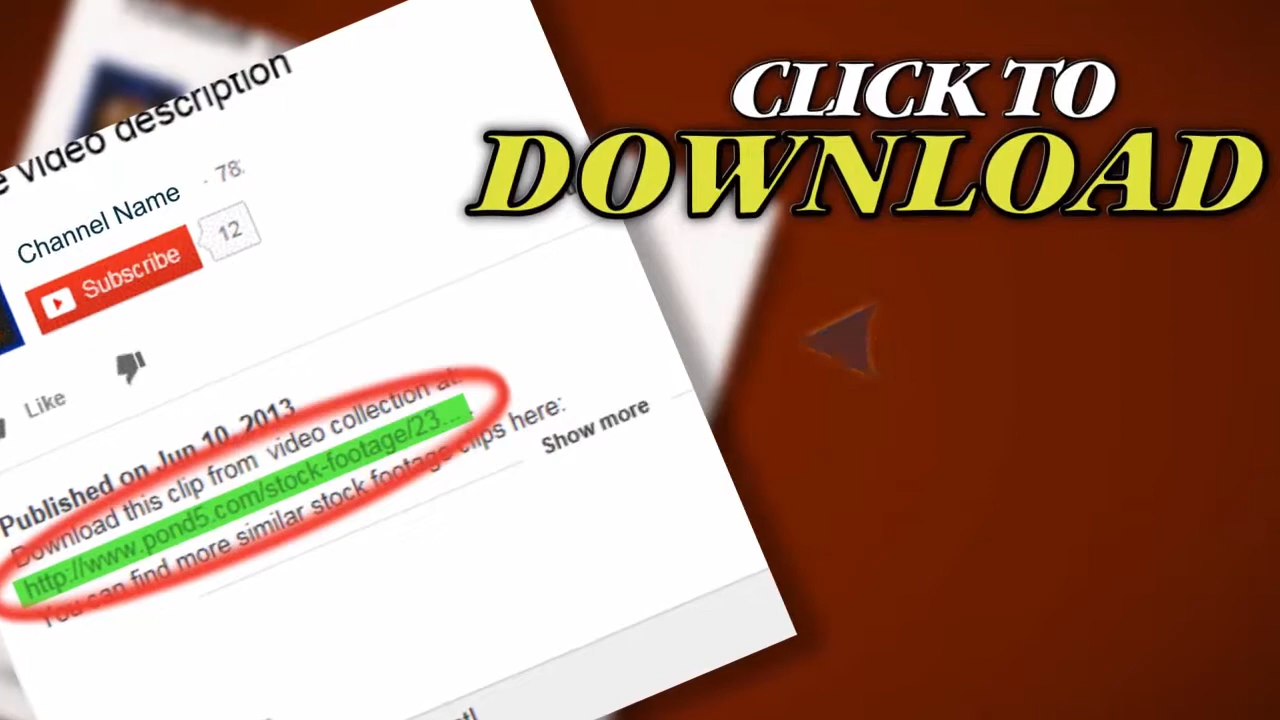 CLICK TO
DOWNLOAD
video description
Channel Name
Subscribe
12
Like
Published on Jun 10, 2013
Download this clip from video collection at:
http://www.pond5.com/stock-footage/23...
You can find more similar stock footage clips here:
Show more